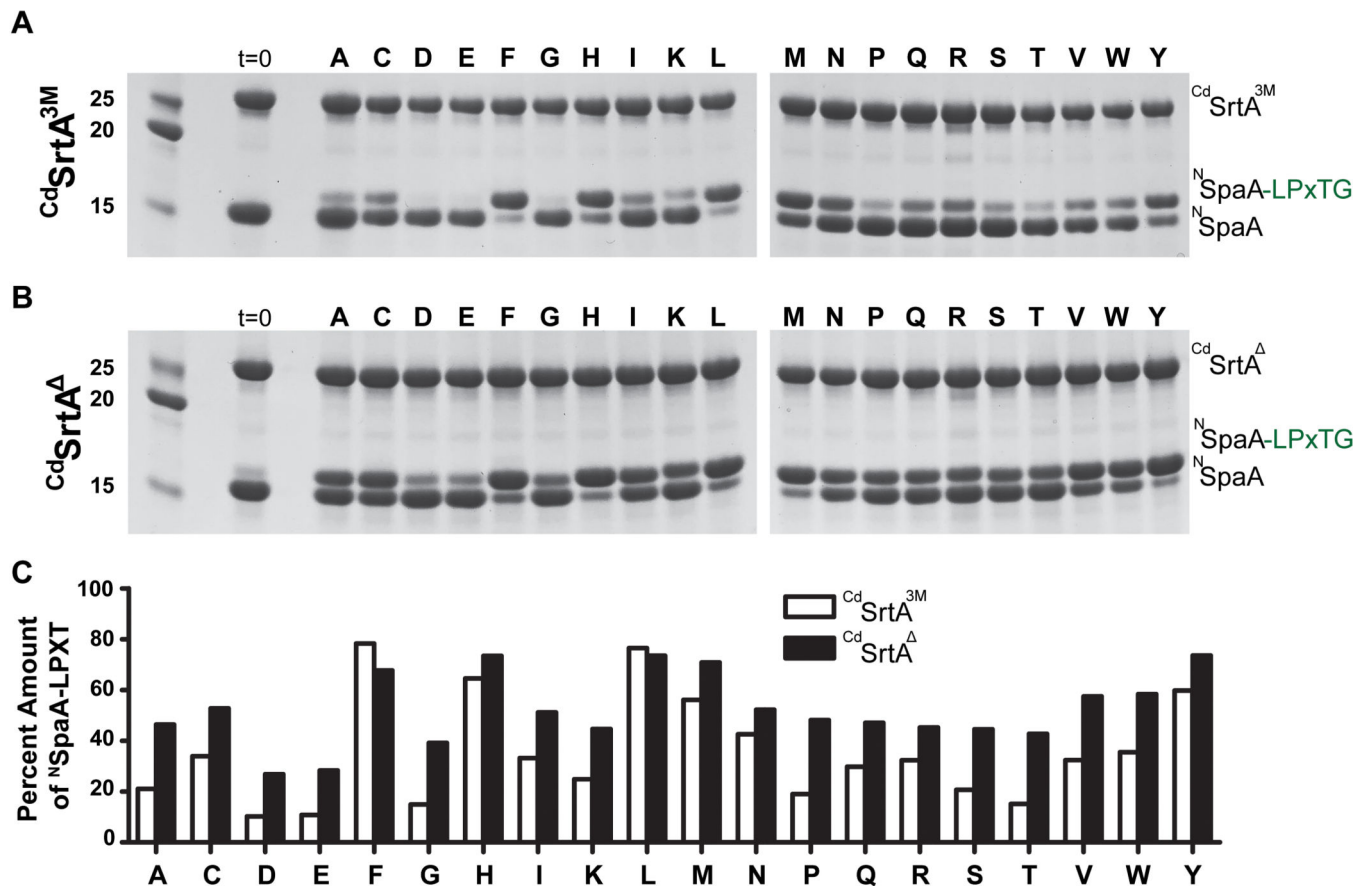 A
t=0 A C D E F G H I K L M N P Q R S T V W Y
CdSrtA3M
25
20
15
CdSrtA3M
NSpaA-LPxTG
NSpaA
B
t=0 A C D E F G H I K L M N P Q R S T V W Y
CdSrtAΔ
25
20
15
CdSrtAΔ
NSpaA-LPxTG
NSpaA
C
Percent Amount
of NSpaA-LPXT
100
80
60
40
20
0
CdSrtA3M
CdSrtAΔ
A C D E F G H I K L M N P Q R S T V W Y